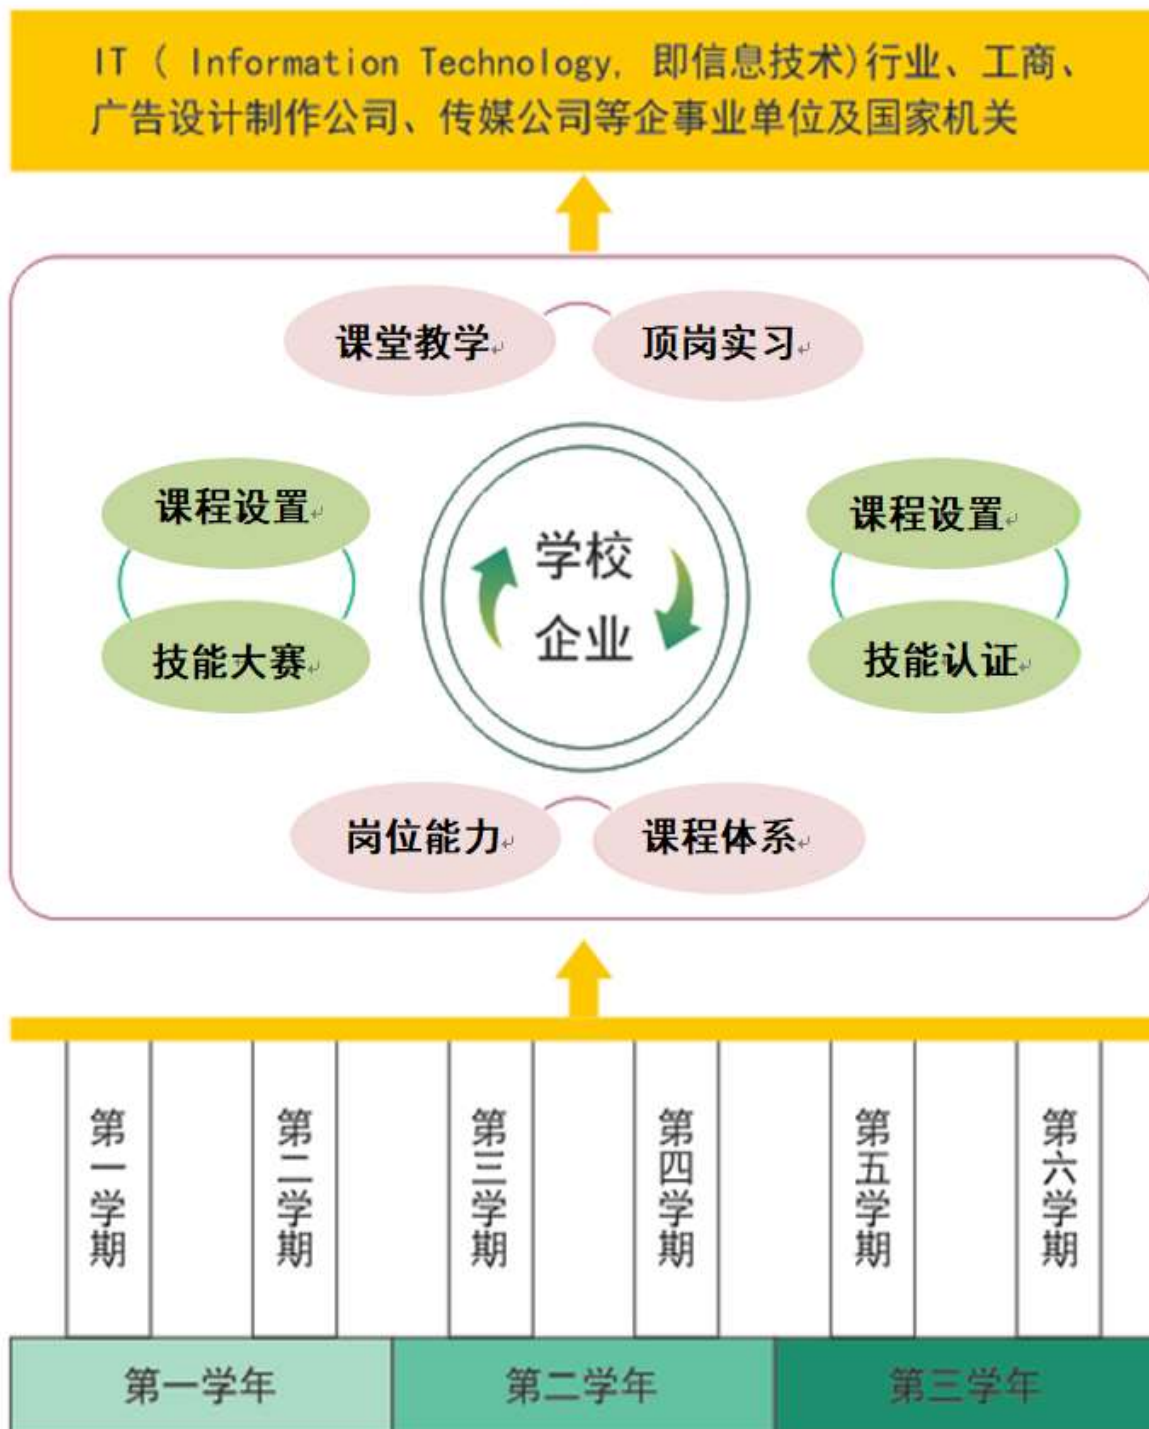 IT ( Information Technology, 即信息技术)行业、工商、
广告设计制作公司、传媒公司等企事业单位及国家机关
课堂教学
顶岗实习
课程设置
课程设置
学校
企业
技能大赛
技能认证
岗位能力
课程体系
第一学期
第二学期
第三学期
第四学期
第五学期
第六学期
第一学年
第二学年
第三学年